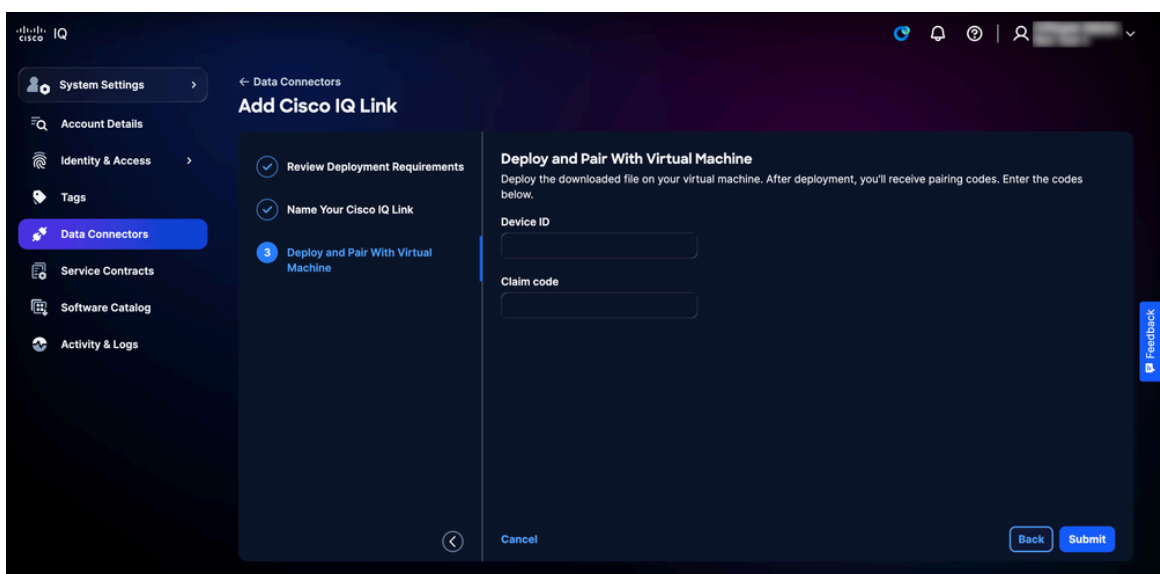 cisco IQ
System Settings
Account Details
Identity & Access
Tags
Data Connectors
Service Contracts
Software Catalog
Activity & Logs
← Data Connectors
Add Cisco IQ Link
Review Deployment Requirements
Name Your Cisco IQ Link
3 Deploy and Pair With Virtual
Machine
Deploy and Pair With Virtual Machine
Deploy the downloaded file on your virtual machine. After deployment, you'll receive pairing codes. Enter the codes
below.
Device ID
Claim code
Cancel
Back
Submit
Feedback